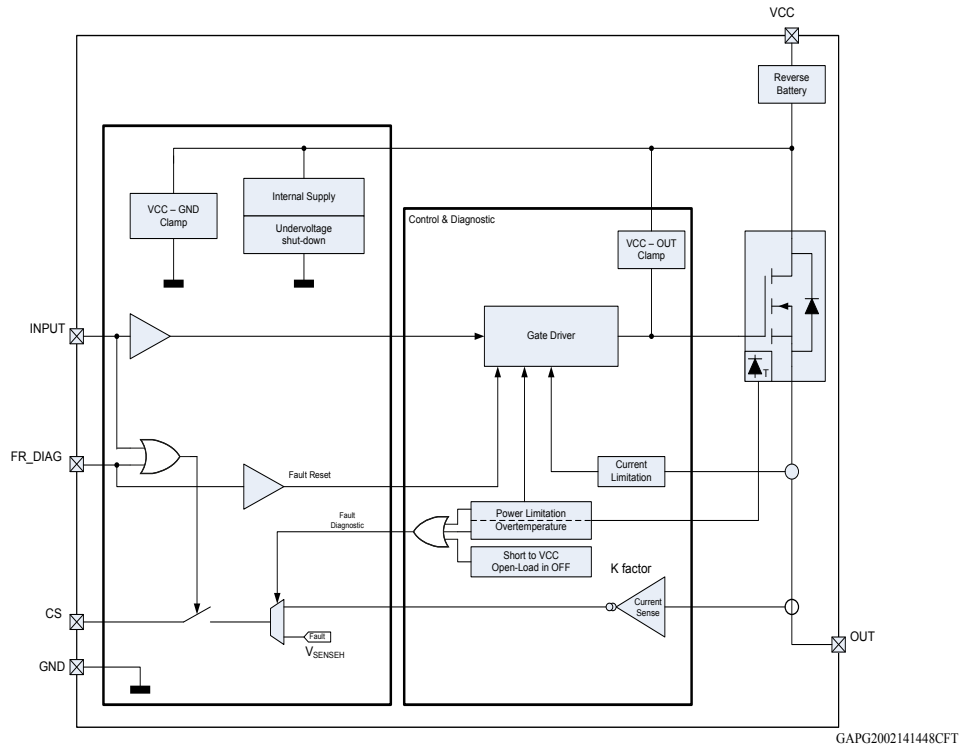 VCC
Reverse
Battery
VCC – GND
Clamp
Internal Supply
Undervoltage
shut-down
Control & Diagnostic
VCC – OUT
Clamp
INPUT
Gate Driver
T
FR_DIAG
Fault Reset
Current
Limitation
Fault
Diagnostic
Power Limitation
Overtemperature
Short to VCC
Open-Load in OFF
K factor
CS
Current
Sense
Fault
VSENSEH
OUT
GND
GAPG2002141448CFT